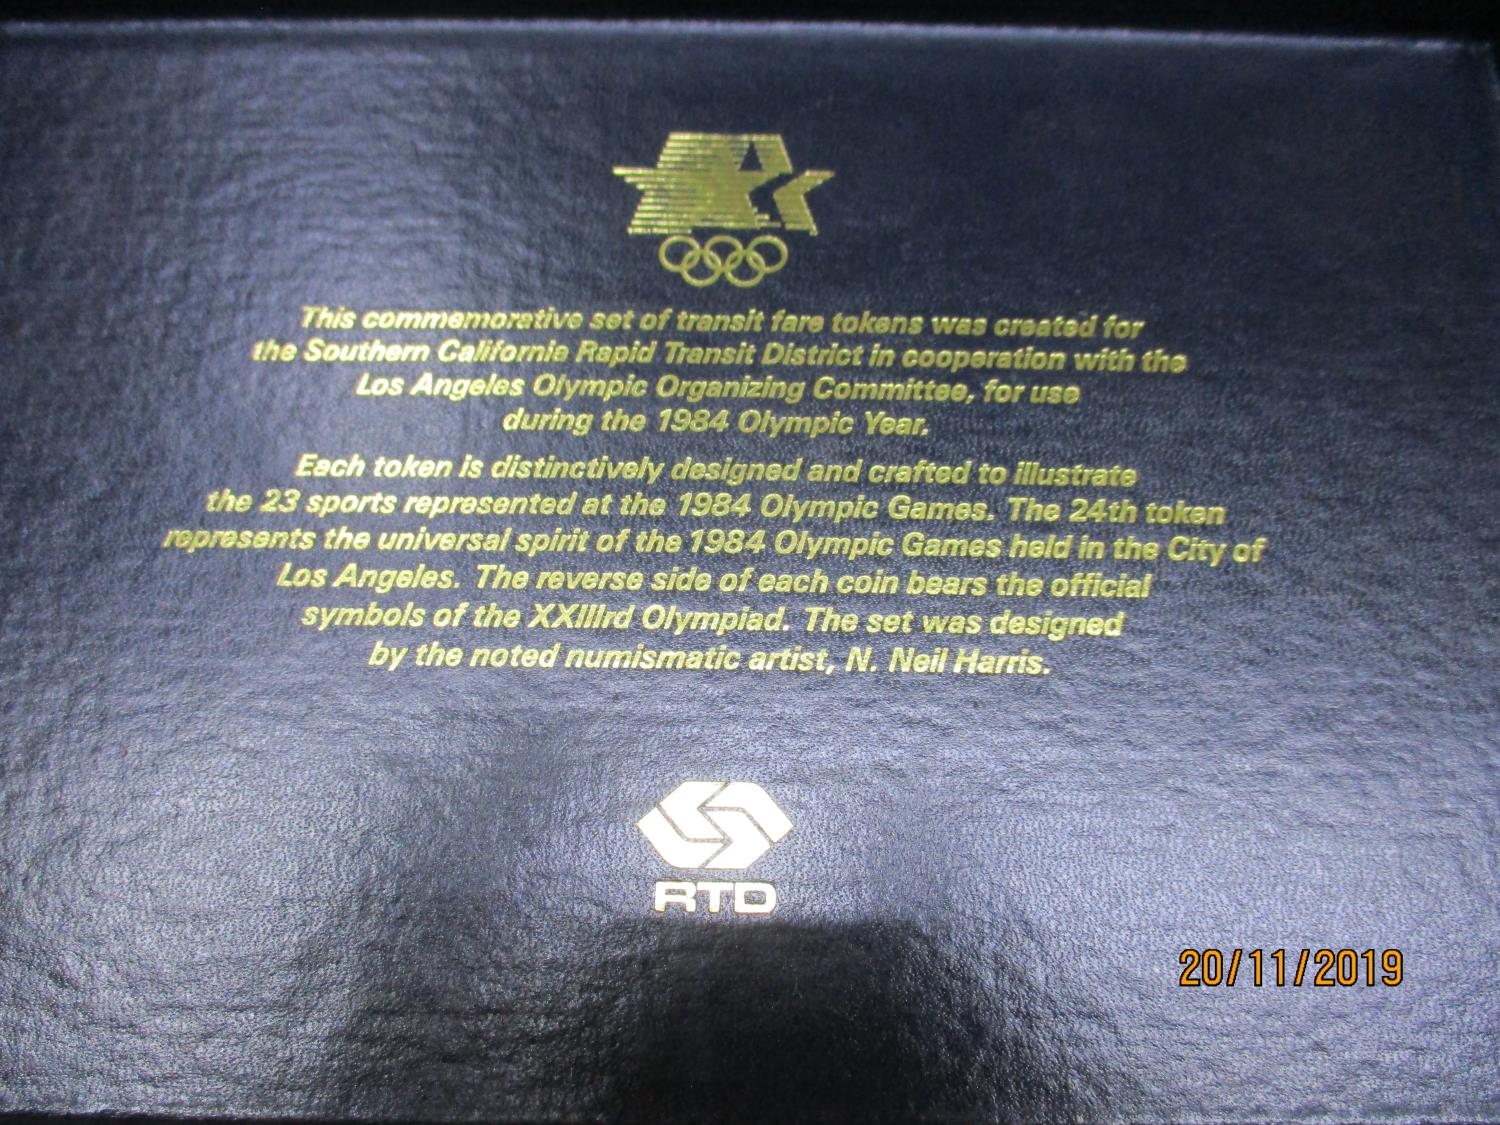 This commemorative set of transit fare tokens was created for
the Southern California Rapid Transit District in cooperation with the
Los Angeles Olympic Organizing Committee, for use
during the 1984 Olympic Year.
Each token is distinctively designed and crafted to illustrate
the 23 sports represented at the 1984 Olympic Games. The 24th token
represents the universal spirit of the 1984 Olympic Games held in the City of
Los Angeles. The reverse side of each coin bears the official
symbols of the XXIIIrd Olympiad. The set was designed
by the noted numismatic artist, N. Neil Harris.
RTD
20/11/2019